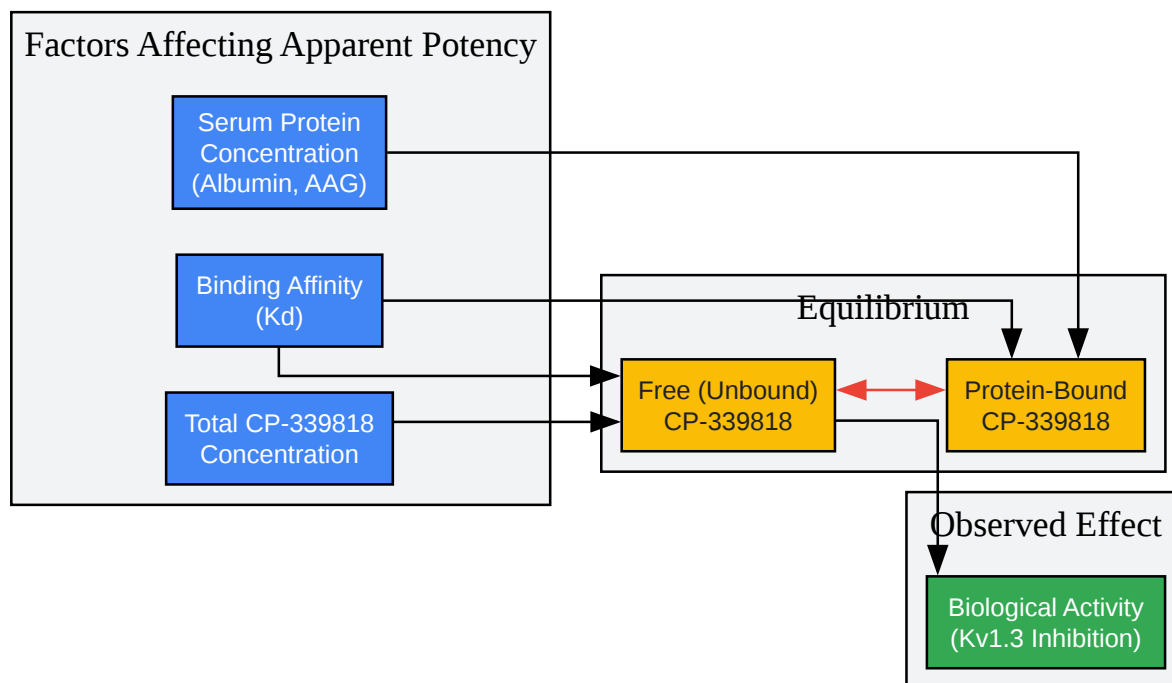 Factors Affecting Apparent Potency
Serum Protein
Concentration
(Albumin, AAG)
Binding Affinity
(Kd)
Total CP-339818
Concentration
Equilibrium
Free (Unbound)
CP-339818
Protein-Bound
CP-339818
Observed Effect
Biological Activity
(Kv1.3 Inhibition)